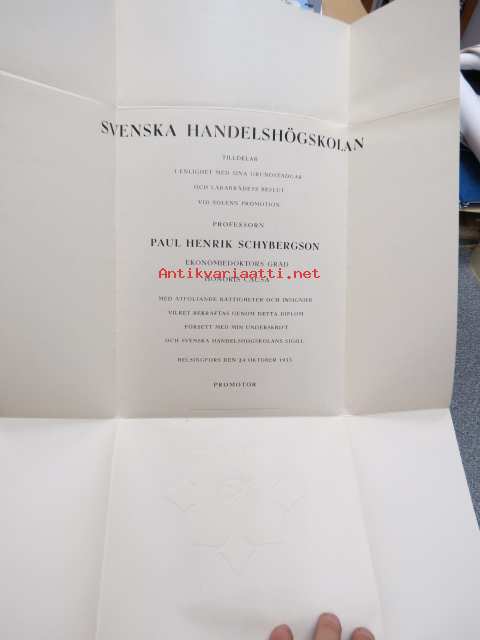 SVENSKA HANDELSHÖGSKOLAN
TILLDELAR
I ENLIGHET MED SINA GRUNDSTADGAR
OCH LÄRARRÅDETS BESLUT
VID SOLENN PROMOTION
PROFESSORN
PAUL HENRIK SCHYBERGSON
EKONOMIEDOKTORS GRAD
Antikvariaatti.net
HONORIS CAUSA
MED ÅTFÖLJANDE RÄTTIGHETER OCH INSIGNIER
VILKET BEKRÄFTAS GENOM DETTA DIPLOM
FÖRSETT MED MIN UNDERSKRIFT
OCH SVENSKA HANDELSHÖGSKOLANS SIGILL
HELSINGFORS DEN 24 OKTOBER
PROMOTOR